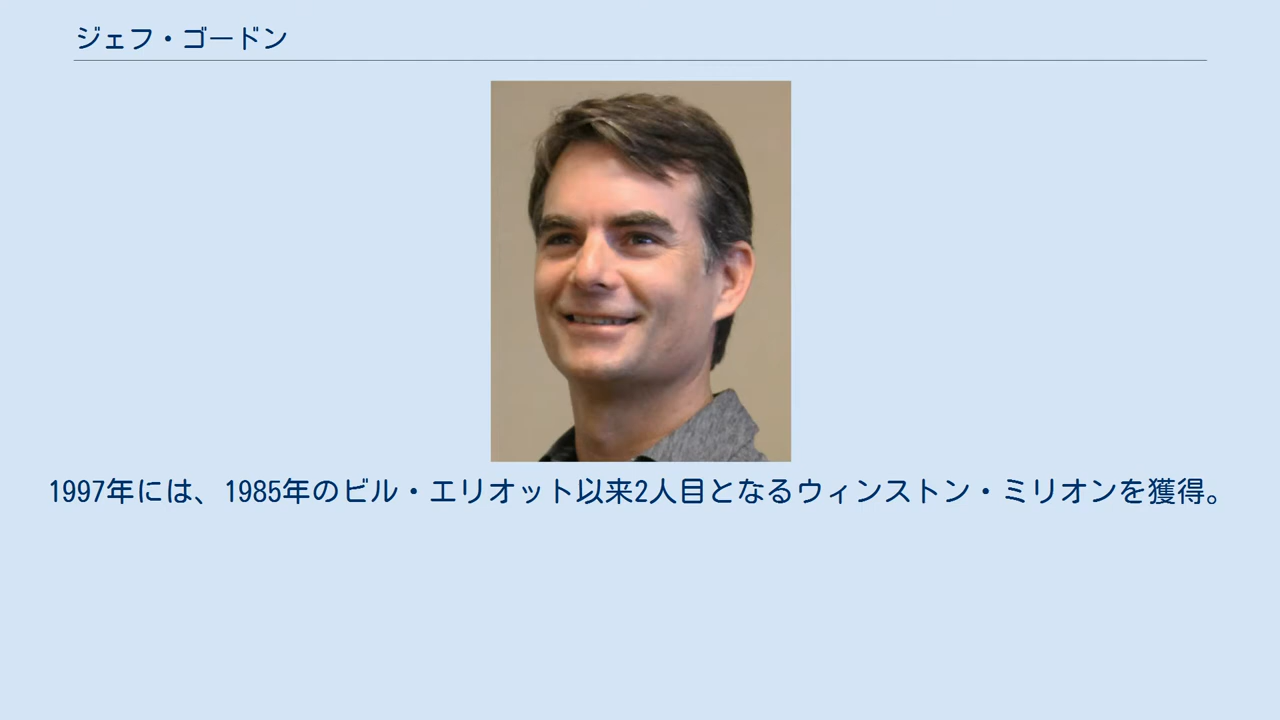 ジェフ・ゴードン
1997年には、1985年のビル・エリオット以来2人目となるウィンストン・ミリオンを獲得。